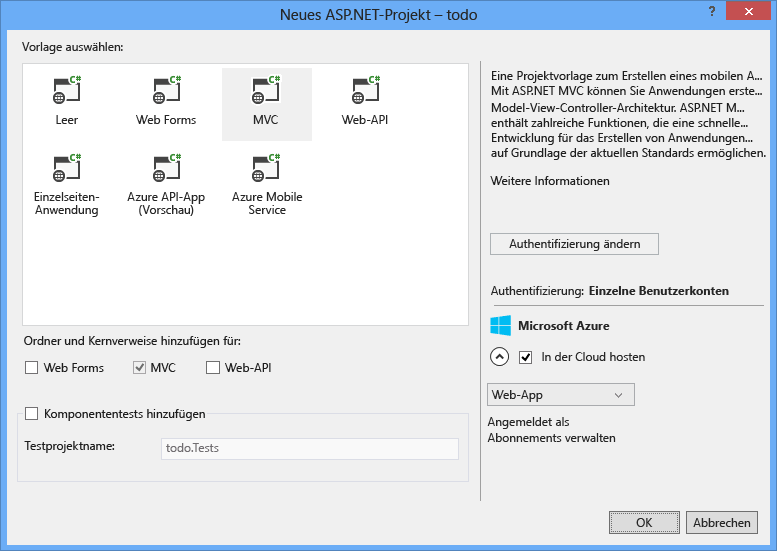 Neues ASP.NET-Projekt – todo
?
Vorlage auswählen:
C# C# C# C#
Leer Web Forms MVC Web-API
C# C# C#
Einzelseiten- Azure API-App Azure Mobile
Anwendung (Vorschau) Service
Ordner und Kernverweise hinzufügen für:
Web Forms MVC Web-API
Komponententests hinzufügen
Testprojektname: todo.Tests
Eine Projektvorlage zum Erstellen eines mobilen A...
Mit ASP.NET MVC können Sie Anwendungen erste...
Model-View-Controller-Architektur. ASP.NET M...
enthält zahlreiche Funktionen, die eine schnelle...
Entwicklung für das Erstellen von Anwendungen...
auf Grundlage der aktuellen Standards ermöglichen.
Weitere Informationen
Authentifizierung ändern
Authentifizierung: Einzelne Benutzerkonten
Microsoft Azure
In der Cloud hosten
Web-App
Angemeldet als
Abonnements verwalten
OK Abbrechen